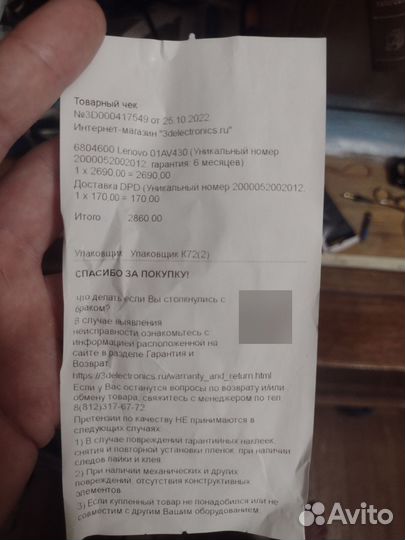 Товарный чек
№3D000417549 от 25.10.2022
Интернет-магазин "3delectronics.ru"
6804600 Lenovo 01AV430 (Уникальный номер
2000052002012, гарантия: 6 месяцев)
1 x 2690,00 = 2690,00
Доставка DPD (Уникальный номер 2000052002012,
1 x 170,00 = 170,00
Итого 2860.00
Упаковщик Упаковщик К72(2)
СПАСИБО ЗА ПОКУПКУ!
Что делать если Вы столкнулись с
браком?
В случае выявления
неисправности ознакомьтесь с
информацией расположенной на
сайте в разделе Гарантия и
Возврат
https://3delectronics.ru/warranty_and_return.html
Если у Вас останутся вопросы по возврату и/или
обмену товара, свяжитесь с менеджером по тел
8(812)317-67-72
Претензии по качеству НЕ принимаются в
следующих случаях:
1) В случае повреждении гарантийных наклеек,
снятия и повторной установки пленок, при наличии
следов пайки и клея.
2) При наличии механических и других
повреждений, отсутствия конструктивных
элементов
3) Если купленный товар не понадобился или не
совместим с другим Вашим оборудованием
Avito